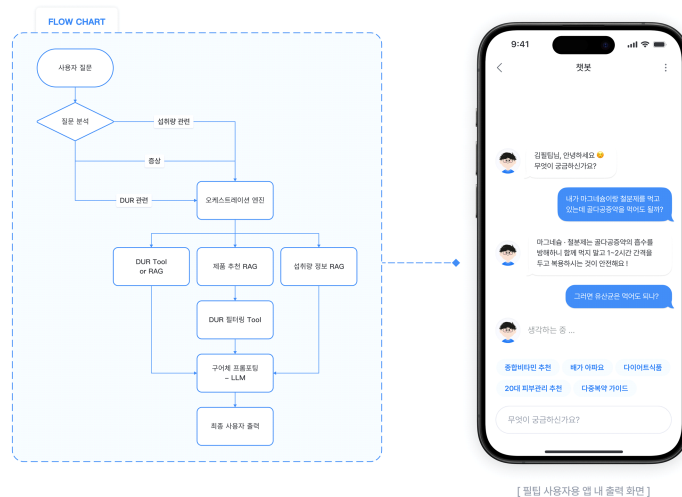 FLOW CHART
사용자 질문
질문 분석
섭취량 관련
증상
DUR 관련
오케스트레이션 엔진
DUR Tool
or RAG
제품 추천 RAG
섭취량 정보 RAG
DUR 필터링 Tool
구어체 프롬포팅
– LLM
최종 사용자 출력
9:41
챗봇
김필팁님, 안녕하세요
무엇이 궁금하신가요?
내가 마그네슘이랑 철분제를 먹고
있는데 골다공증약을 먹어도 될까?
마그네슘 · 철분제는 골다공증약의 흡수를
방해하니 함께 먹지 말고 1~2시간 간격을
두고 복용하시는 것이 안전해요 !
그러면 유산균은 먹어도 되나?
생각하는 중 ...
종합비타민 추천
배가 아파요
다이어트식품
20대 피부관리 추천
다중복약 가이드
무엇이 궁금하신가요?
[ 필팁 사용자용 앱 내 출력 화면 ]